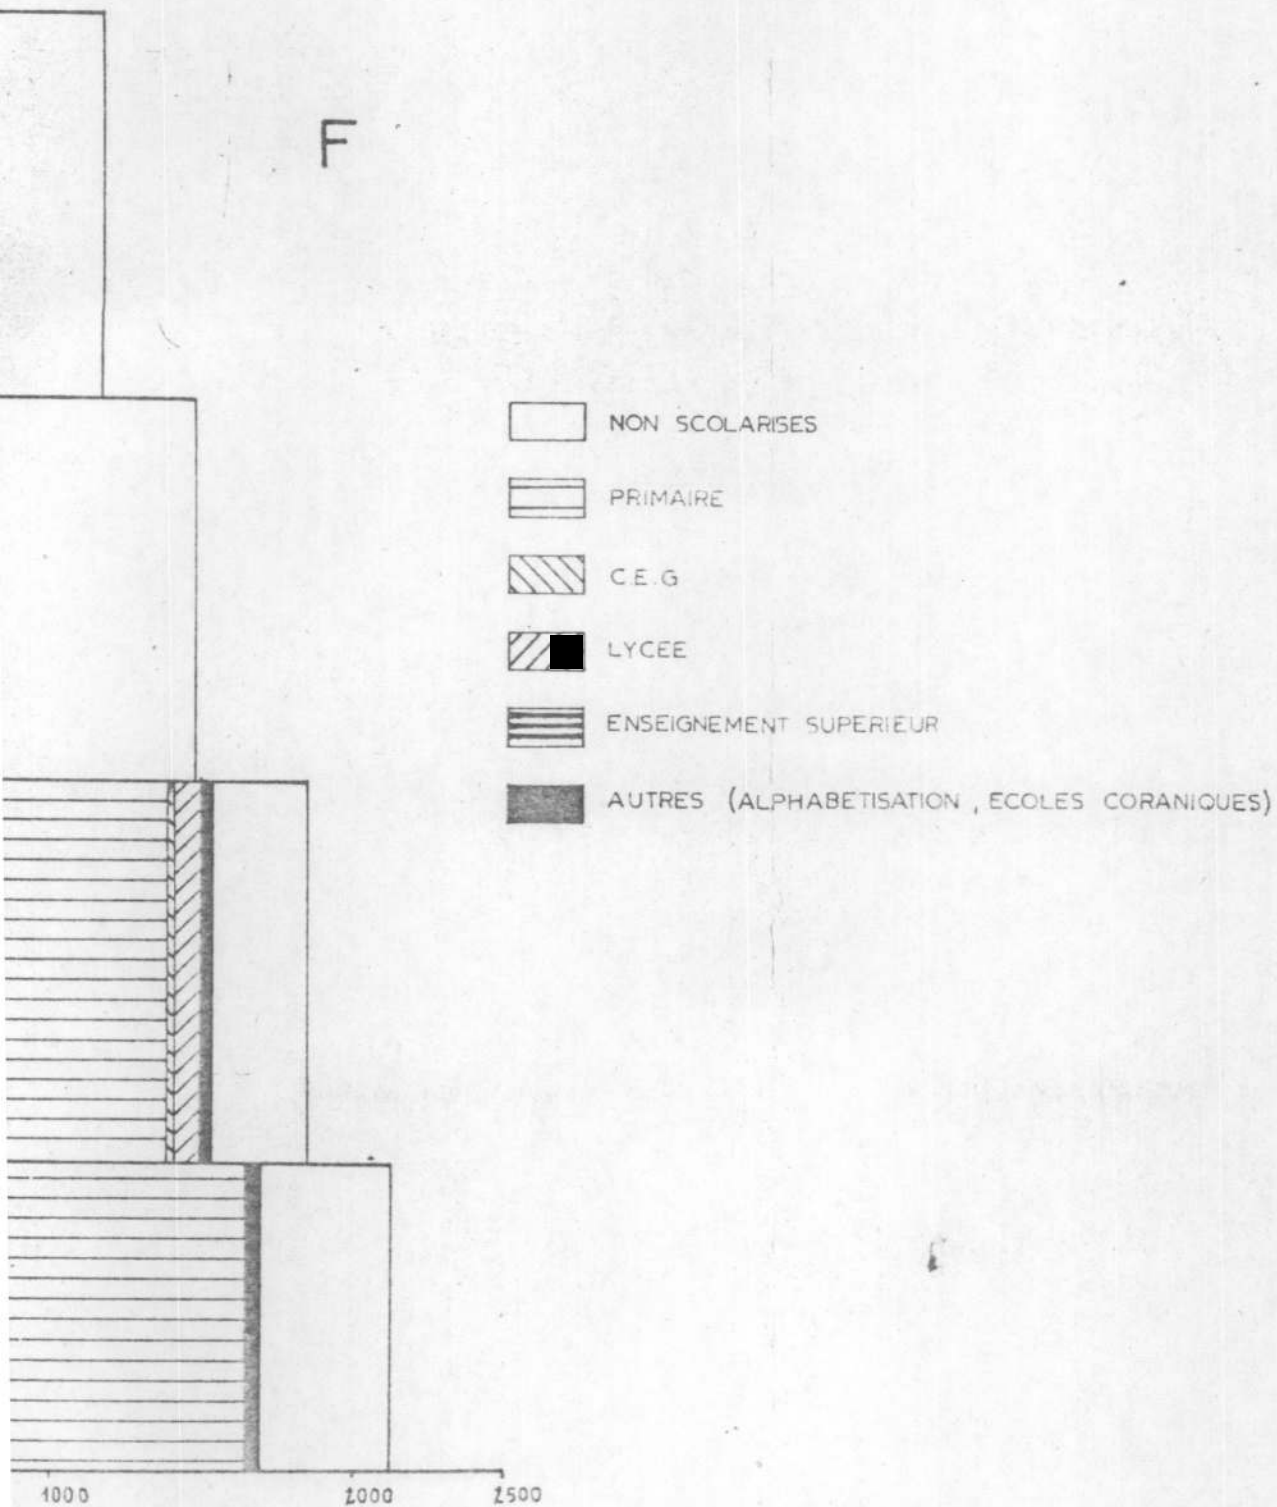 F
NON SCOLARISES
PRIMAIRE
C.E.G
LYCEE
ENSEIGNEMENT SUPERIEUR
AUTRES (ALPHABETISATION, ECOLES CORANIQUES)
1000 2000 2500